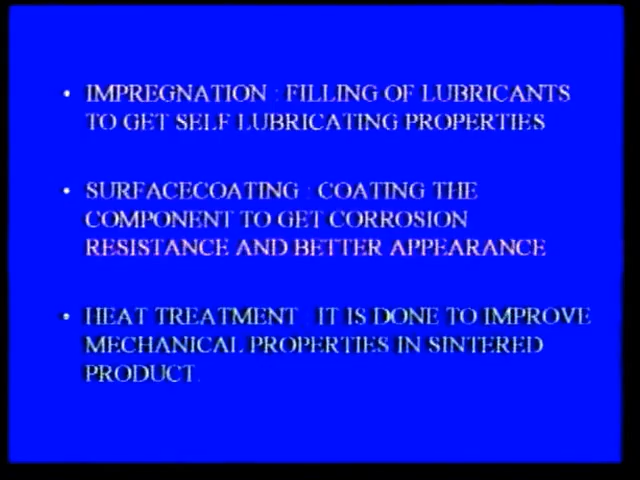 • IMPREGNATION : FILLING OF LUBRICANTS
TO GET SELF LUBRICATING PROPERTIES
• SURFACECOATING : COATING THE
COMPONENT TO GET CORROSION
RESISTANCE AND BETTER APPEARANCE
• HEAT TREATMENT : IT IS DONE TO IMPROVE
MECHANICAL PROPERTIES IN SINTERED
PRODUCT.